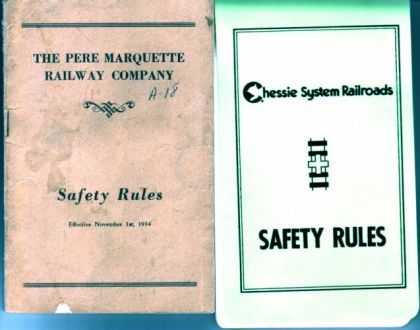 THE PERE MARQUETTE
RAILWAY COMPANY
A-18
Safety Rules
Effective November 1st, 1934
Chessie System Railroads
SAFETY RULES